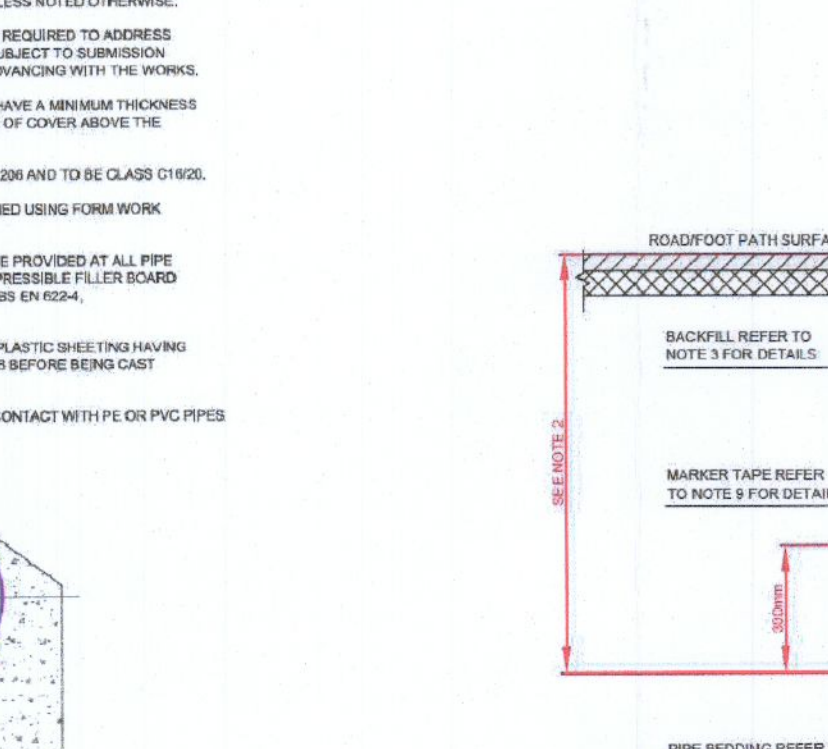 LESS NOTED OTHERWISE.
REQUIRED TO ADDRESS
UBJECT TO SUBMISSION
VANCING WITH THE WORKS.
HAVE A MINIMUM THICKNESS
OF COVER ABOVE THE
206 AND TO BE CLASS C16/20.
ED USING FORM WORK
E PROVIDED AT ALL PIPE
PRESSIBLE FILLER BOARD
BS EN 622-4,
PLASTIC SHEETING HAVING
BEFORE BEING CAST
CONTACT WITH PE OR PVC PIPES
ROAD/FOOT PATH SURFA
BACKFILL REFER TO
NOTE 3 FOR DETAILS
SEE NOTE 2
MARKER TAPE REFER
TO NOTE 9 FOR DETAI
300mm
PIPE BEDDING REFER